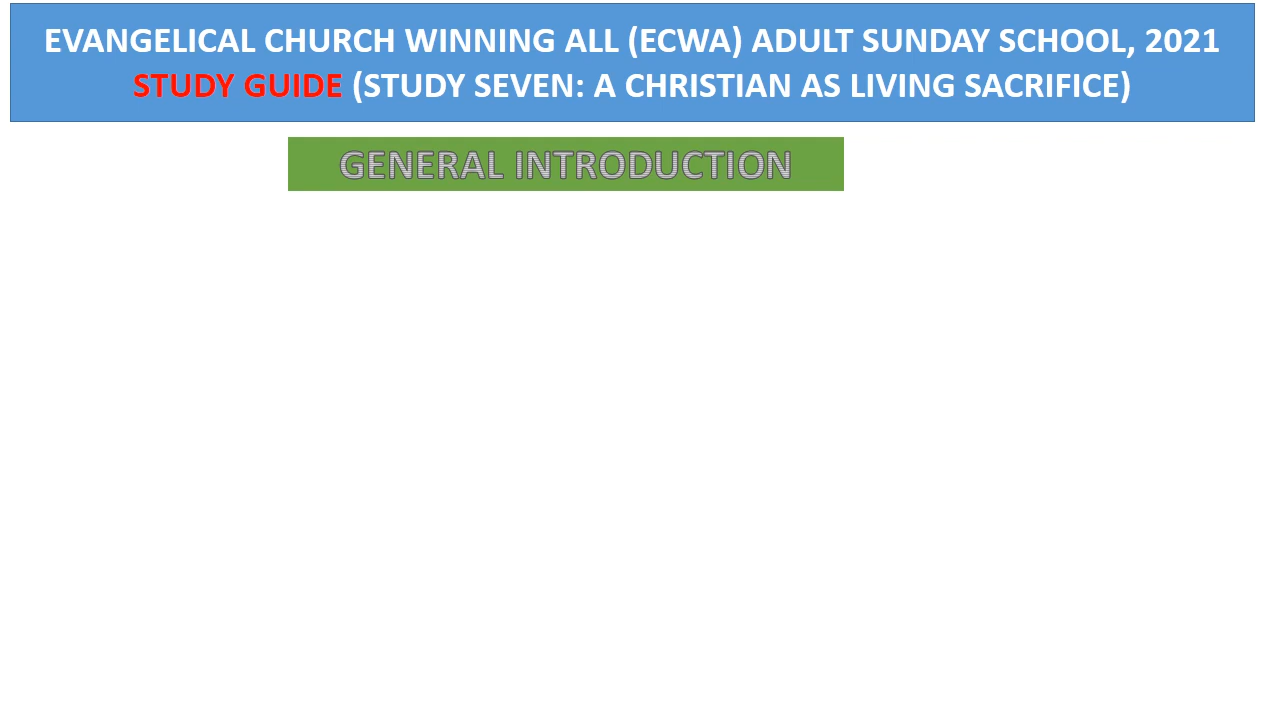 EVANGELICAL CHURCH WINNING ALL (ECWA) ADULT SUNDAY SCHOOL, 2021
STUDY GUIDE (STUDY SEVEN: A CHRISTIAN AS LIVING SACRIFICE)
GENERAL INTRODUCTION